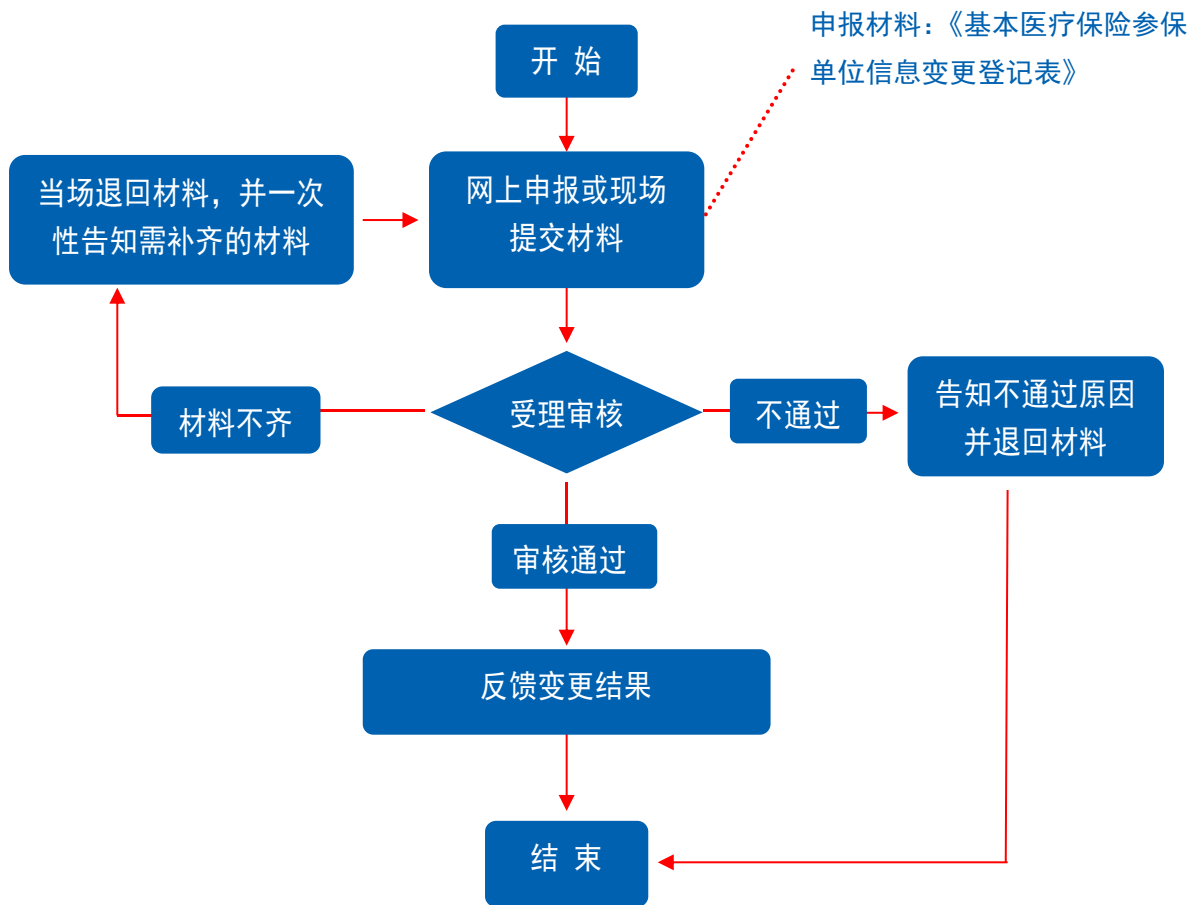 申报材料：《基本医疗保险参保
单位信息变更登记表》
开 始
网上申报或现场
提交材料
当场退回材料，并一次
性告知需补齐的材料
受理审核
材料不齐
不通过
告知不通过原因
并退回材料
审核通过
反馈变更结果
结 束